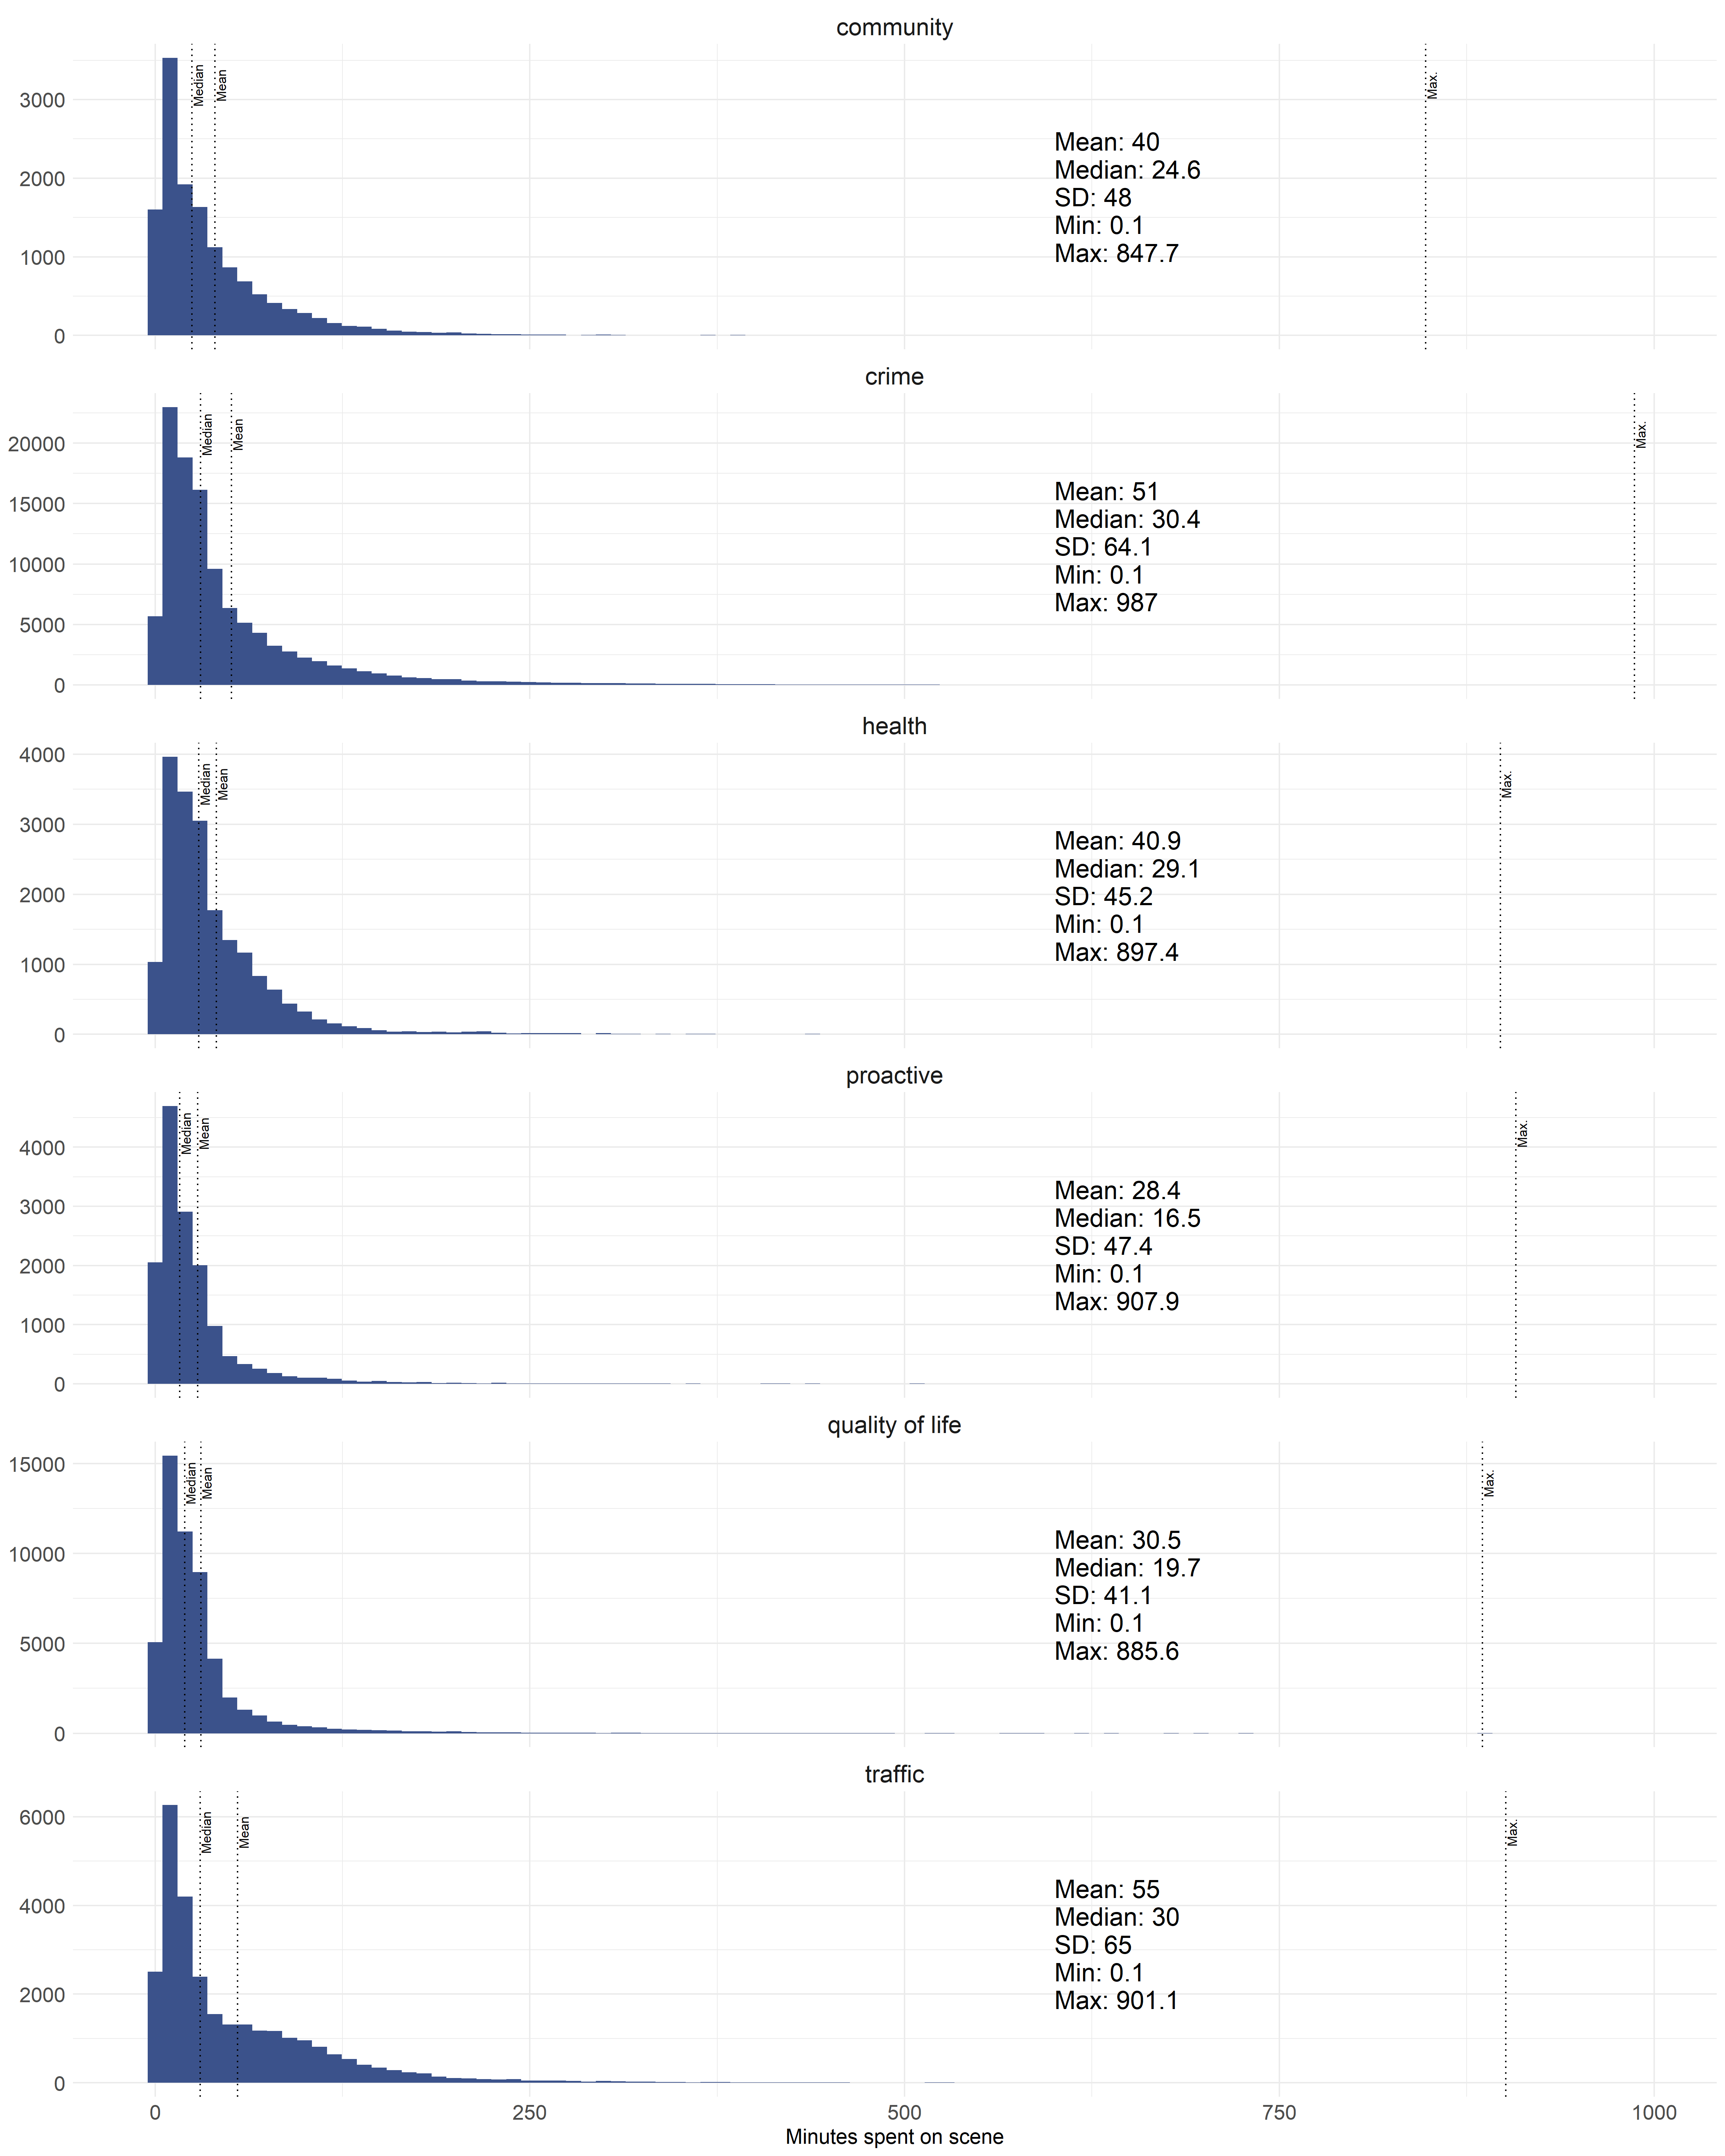 community
3000
2000
1000
0
Median
Mean
Max.
Mean: 40
Median: 24.6
SD: 48
Min: 0.1
Max: 847.7
crime
20000
15000
10000
5000
0
Median
Mean
Max.
Mean: 51
Median: 30.4
SD: 64.1
Min: 0.1
Max: 987
health
4000
3000
2000
1000
0
Median
Mean
Max.
Mean: 40.9
Median: 29.1
SD: 45.2
Min: 0.1
Max: 897.4
proactive
4000
3000
2000
1000
0
Median
Mean
Max.
Mean: 28.4
Median: 16.5
SD: 47.4
Min: 0.1
Max: 907.9
quality of life
15000
10000
5000
0
Median
Mean
Max.
Mean: 30.5
Median: 19.7
SD: 41.1
Min: 0.1
Max: 885.6
traffic
6000
4000
2000
0
Median
Mean
Max.
Mean: 55
Median: 30
SD: 65
Min: 0.1
Max: 901.1
0 250 500 750 1000
Minutes spent on scene